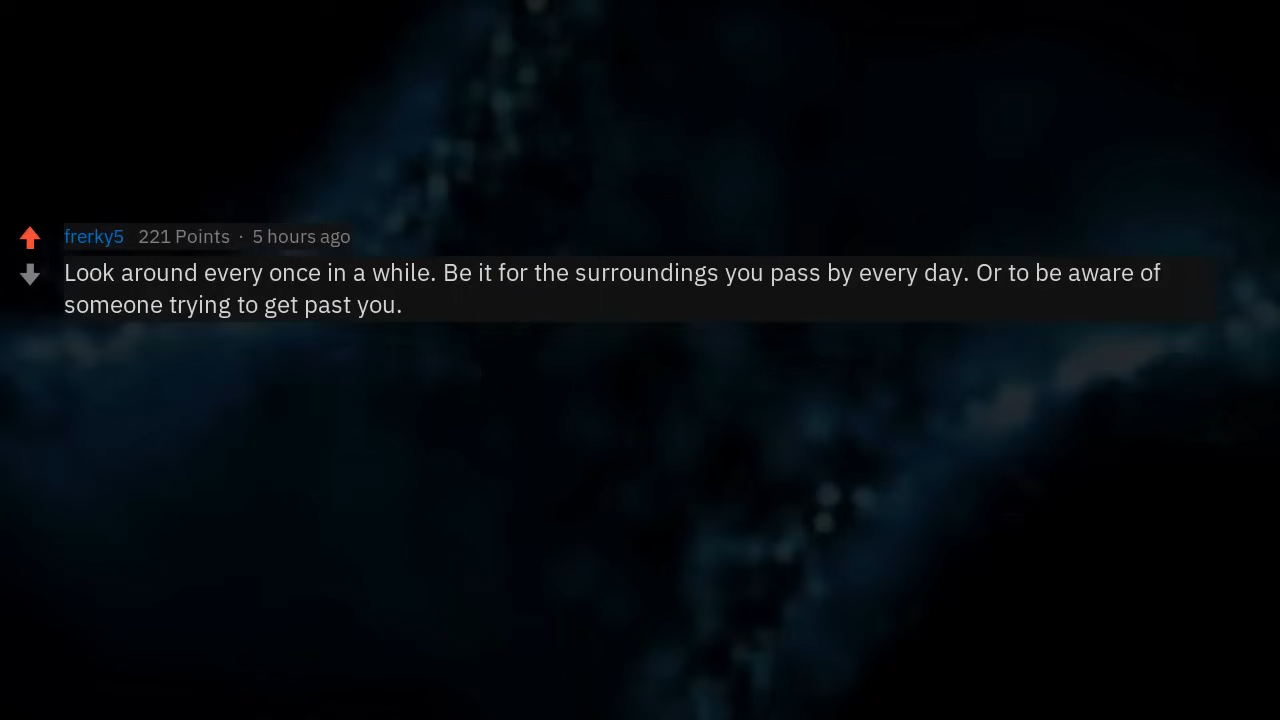 frerky5 221 Points · 5 hours ago
Look around every once in a while. Be it for the surroundings you pass by every day. Or to be aware of
someone trying to get past you.